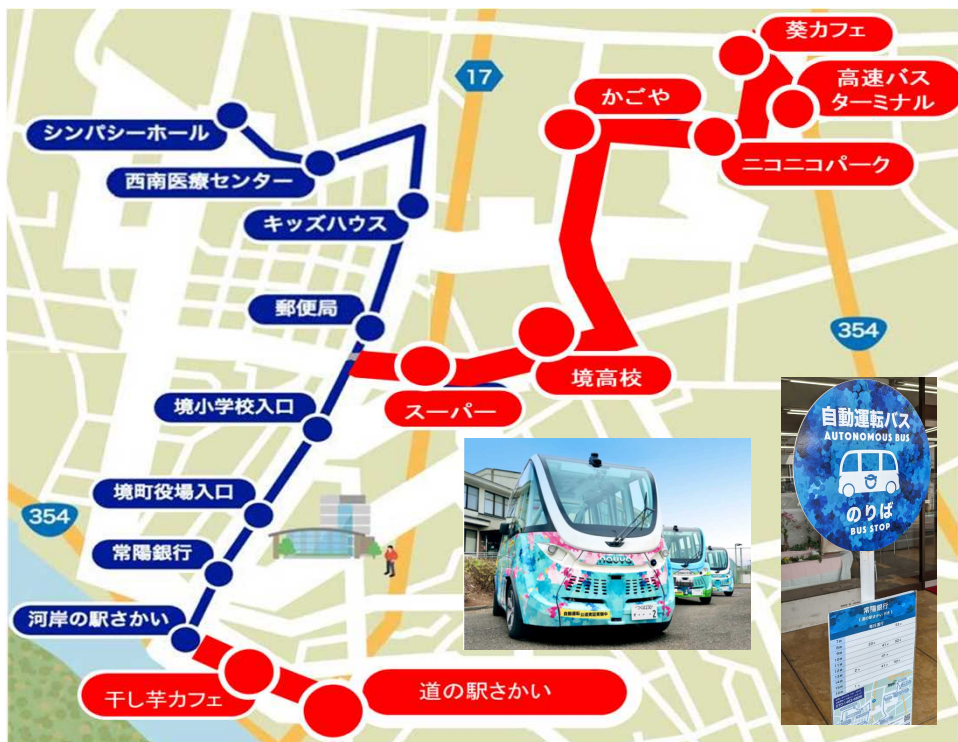 葵カフェ
17
高速バス
ターミナル
かごや
シンパシーホール
ニコニコパーク
西南医療センター
キッズハウス
郵便局
354
境高校
スーパー
境小学校入口
自動運転バス
AUTONOMOUS BUS
のりば
BUS STOP
境町役場入口
354
常陽銀行
navya
河岸の駅さかい
常陽銀行
干し芋カフェ
道の駅さかい